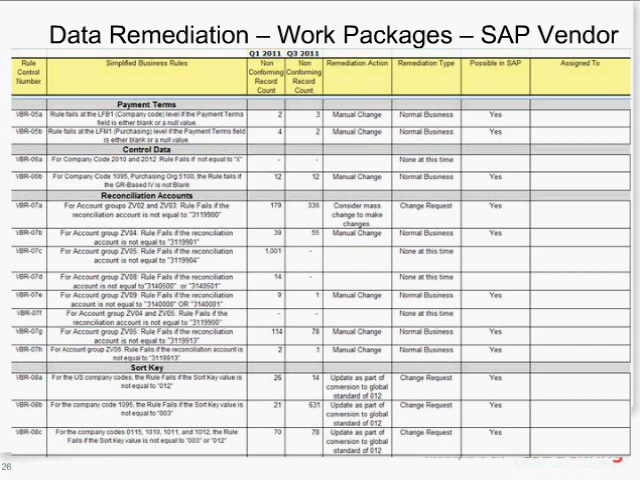 Data Remediation – Work Packages – SAP Vendor
Q1 2011 Q3 2011
Rule Control Number Simplified Business Rules Non Conforming Record Count Non Conforming Record Count Remediation Action Remediation Type Possible in SAP Assigned To
Payment Terms
VBR-05a Rule fails at the LFB1 (Company code) level if the Payment Terms field is either blank or a null value. 2 3 Manual Change Normal Business Yes
VBR-05b Rule fails at the LFM1 (Purchasing) level if the Payment Terms field is either blank or a null value. 4 2 Manual Change Normal Business Yes
Control Data
VBR-06a For Company Code 2010 and 2012: Rule Fails if not equal to "X" - - None at this time
VBR-06b For Company Code 1095, Purchasing Org 5100, the Rule fails if the GR-Based IV is not Blank 12 12 Manual Change Normal Business Yes
Reconciliation Accounts
VBR-07a For Account groups ZV02 and ZV03: Rule Fails if the reconciliation account is not equal to "3119900" 179 336 Consider mass change to make changes. Change Request Yes
VBR-07b For Account group ZV04: Rule Fails if the reconciliation account is not equal to "3119901" 39 55 Manual Change Normal Business Yes
VBR-07c For Account group ZV05: Rule Fails if the reconciliation account is not equal to "3119904" 1,001 - None at this time
VBR-07d For Account group ZV08: Rule Fails if the reconciliation account is not equal to"3140500" or "3140501" 14 - None at this time
VBR-07e For Account group ZV09: Rule Fails if the reconciliation account is not equal to "3140000" OR "3140001" 9 1 Manual Change Normal Business Yes
VBR-07f For Account group ZV04 and ZV05: Rule Fails if the reconciliation account is not equal to "3119900" - - None at this time
VBR-07g For Account group ZV05: Rule Fails if the reconciliation account is not equal to "3119913" 114 78 Manual Change Normal Business Yes
VBR-07h For Account group ZV06: Rule Fails if the reconciliation account is not equal to "3119913" 2 1 Manual Change Normal Business Yes
Sort Key
VBR-08a For the US company codes, the Rule Fails if the Sort Key value is not equal to "012" 26 14 Update as part of conversion to global standard of 012 Change Request Yes
VBR-08b For the company code 1095, the Rule Fails if the Sort Key value is not equal to "003" 21 631 Update as part of conversion to global standard of 012 Change Request Yes
VBR-08c For the company codes 0115, 1010, 1011, and 1012, the Rule Fails if the Sort Key value is not equal to "003" or "012" 70 78 Update as part of conversion to global standard of 012 Change Request Yes
26